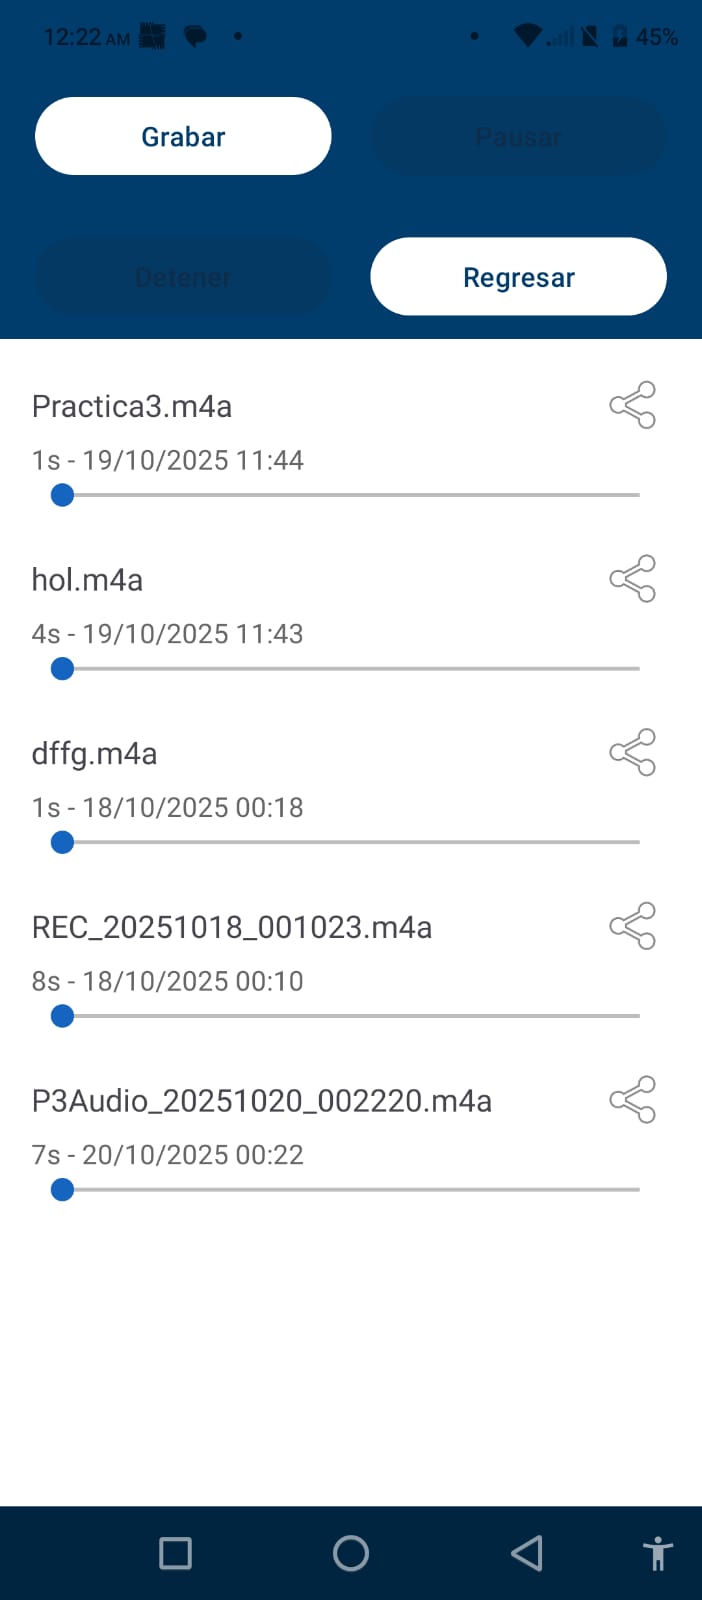 12:22 AM 45%
Grabar Pausar
Detener Regresar
Practica3.m4a
1s - 19/10/2025 11:44
hol.m4a
4s - 19/10/2025 11:43
dffg.m4a
1s - 18/10/2025 00:18
REC_20251018_001023.m4a
8s - 18/10/2025 00:10
P3Audio_20251020_002220.m4a
7s - 20/10/2025 00:22